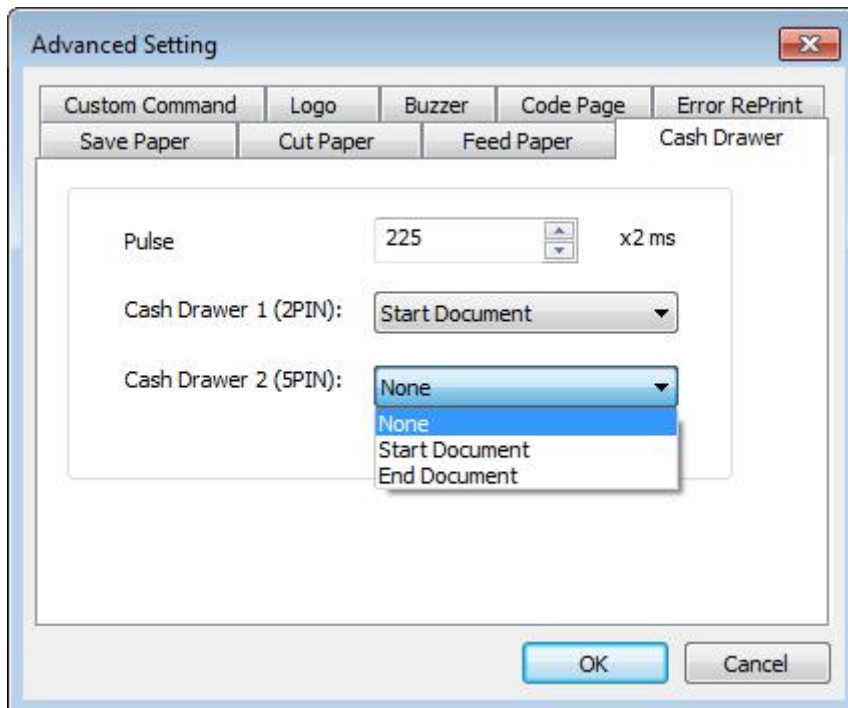 Advanced Setting
Custom Command Logo Buzzer Code Page Error RePrint
Save Paper Cut Paper Feed Paper Cash Drawer
Pulse 225 x2 ms
Cash Drawer 1 (2PIN): Start Document
Cash Drawer 2 (5PIN): None
None
Start Document
End Document
OK Cancel